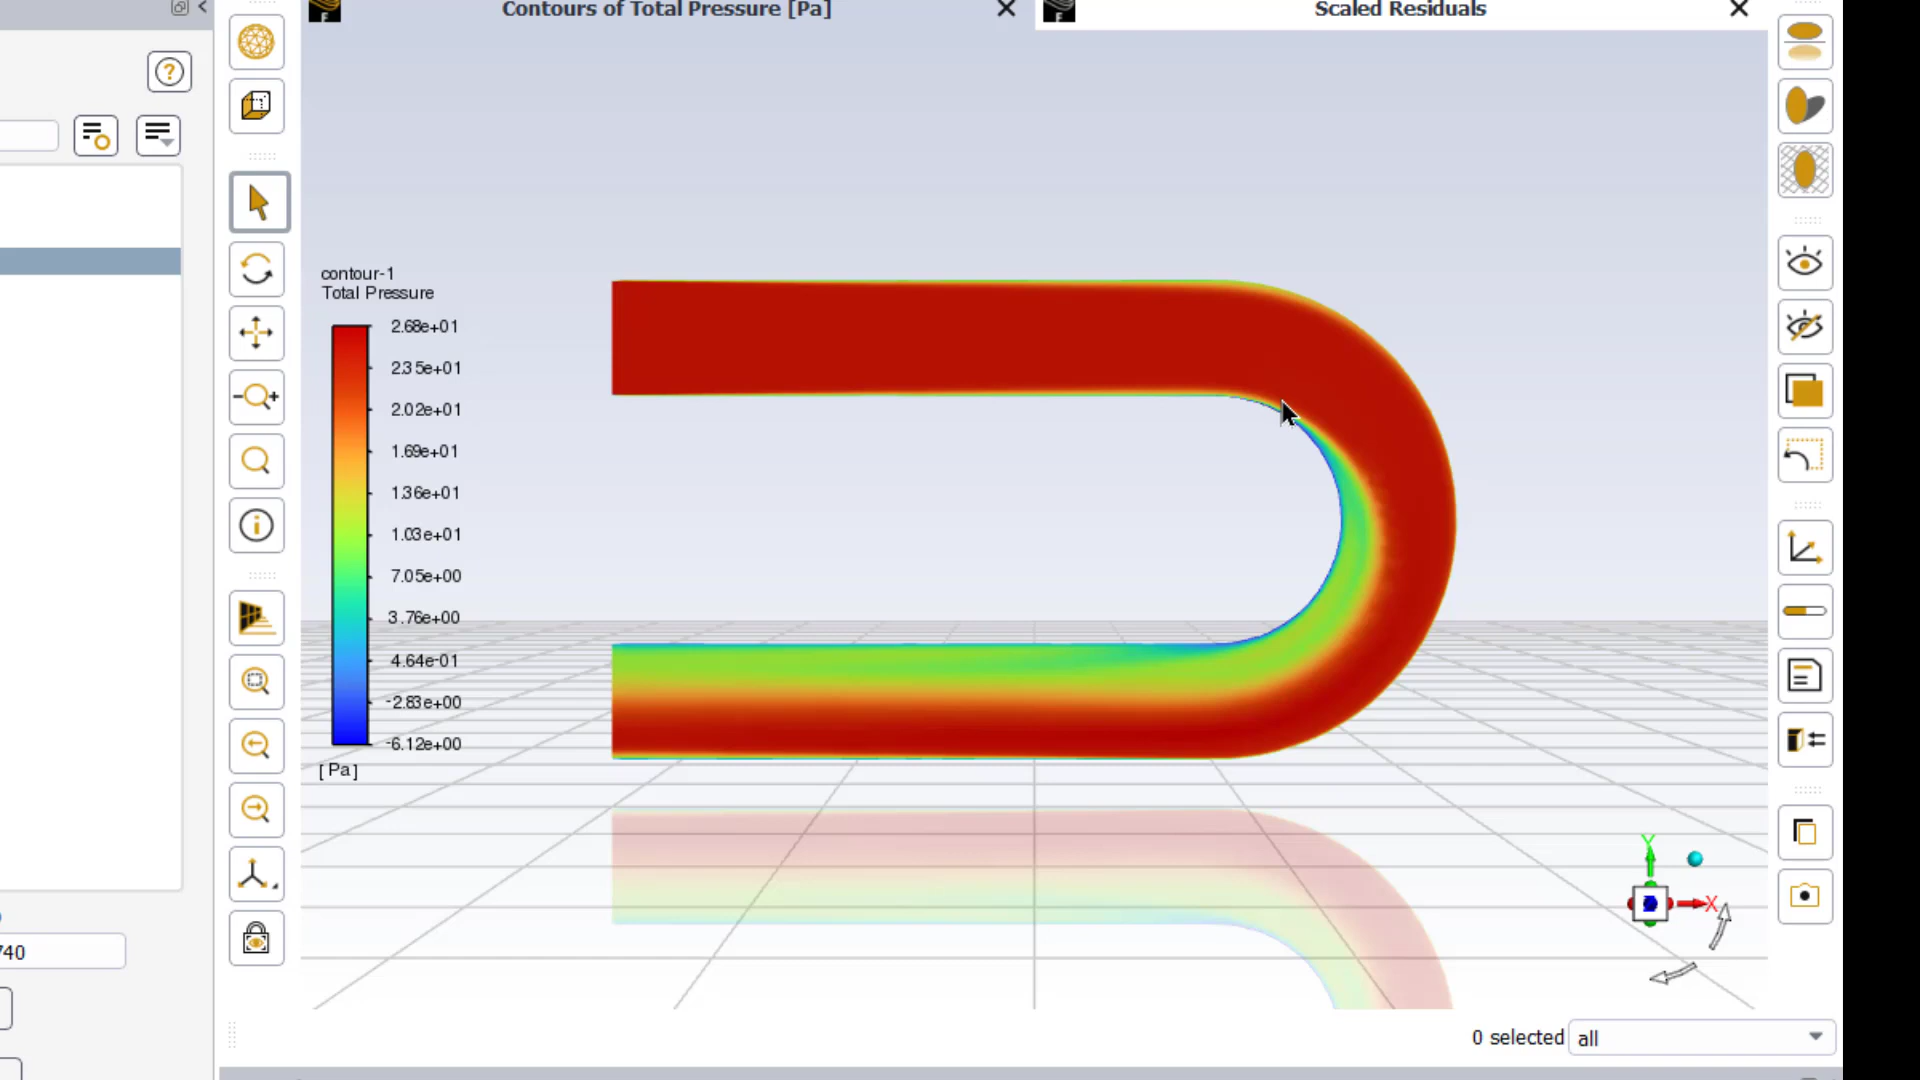 Contours of Total Pressure [Pa]
Scaled Residuals
contour-1
Total Pressure
2.68e+01
2.35e+01
2.02e+01
1.69e+01
1.36e+01
1.03e+01
7.05e+00
3.76e+00
4.64e-01
-2.83e+00
-6.12e+00
[ Pa ]
Y
X
740
0 selected
all